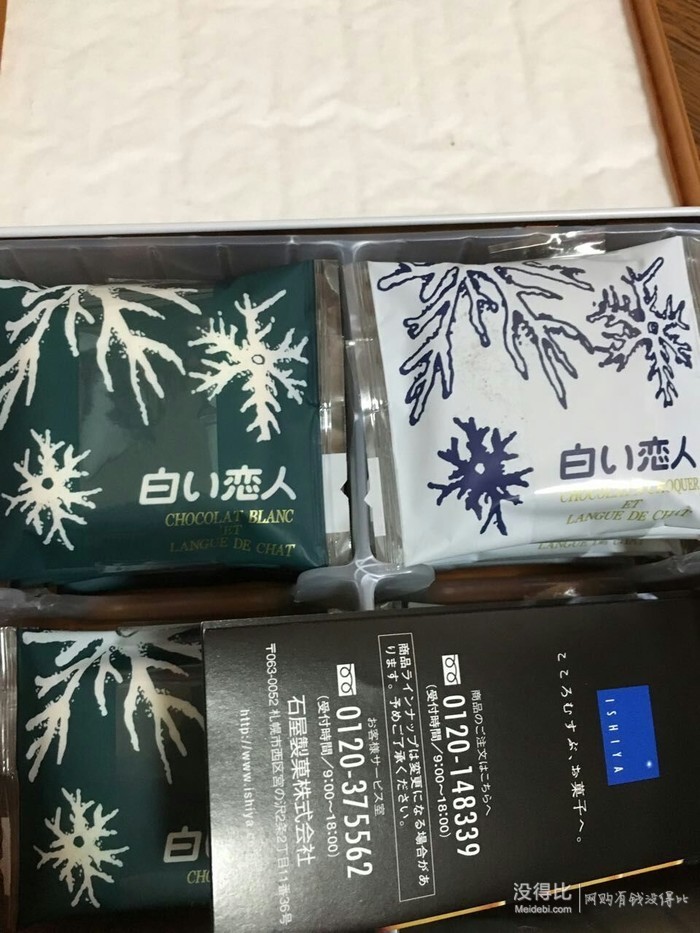 白い恋人
CHOCOLAT BLANC
ET
LANGUE DE CHAT
白い恋人
ET
LANGUE DE CHAT
白い
ISHIYA
こころむすぶ、お菓子へ。
商品のご注文はこちらへ
0120-148339
(受付時間/9:00〜18:00)
商品ラインナップは変更になる場合があ
ります。予めご了承ください。
お客様サービス室
0120-375562
(受付時間/9:00〜18:00)
石屋製菓株式会社
〒063-0052 札幌市西区宮の沢2条2丁目11番36号
http://www.ishiya.
没得比
Meidebi.com
网购有钱没得比